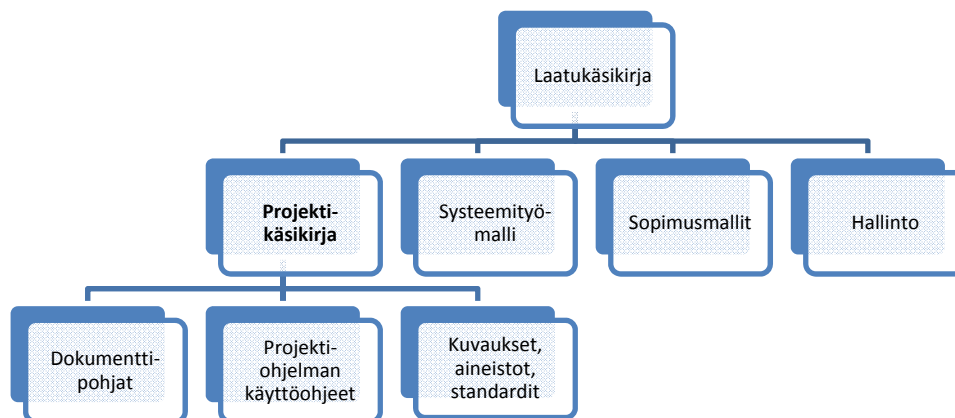 Laatukäsikirja
Projekti-
käsikirja
Systeemityö-
malli
Sopimusmallit
Hallinto
Dokumentti-
pohjat
Projekti-
ohjelman
käyttöohjeet
Kuvaukset,
aineistot,
standardit